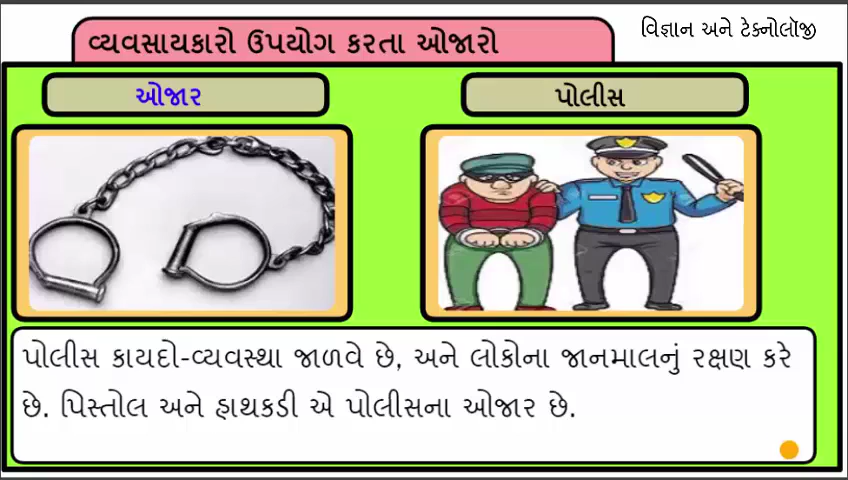 વિજ્ઞાન અને ટેક્નોલૉજી
વ્યવસાયકારો ઉપયોગ કરતા ઓજારો
ઓજાર
પોલીસ
પોલીસ કાયદો-વ્યવસ્થા જાળવે છે, અને લોકોના જાનમાલનું રક્ષણ કરે
છે. પિસ્તોલ અને હાથકડી એ પોલીસના ઓજાર છે.